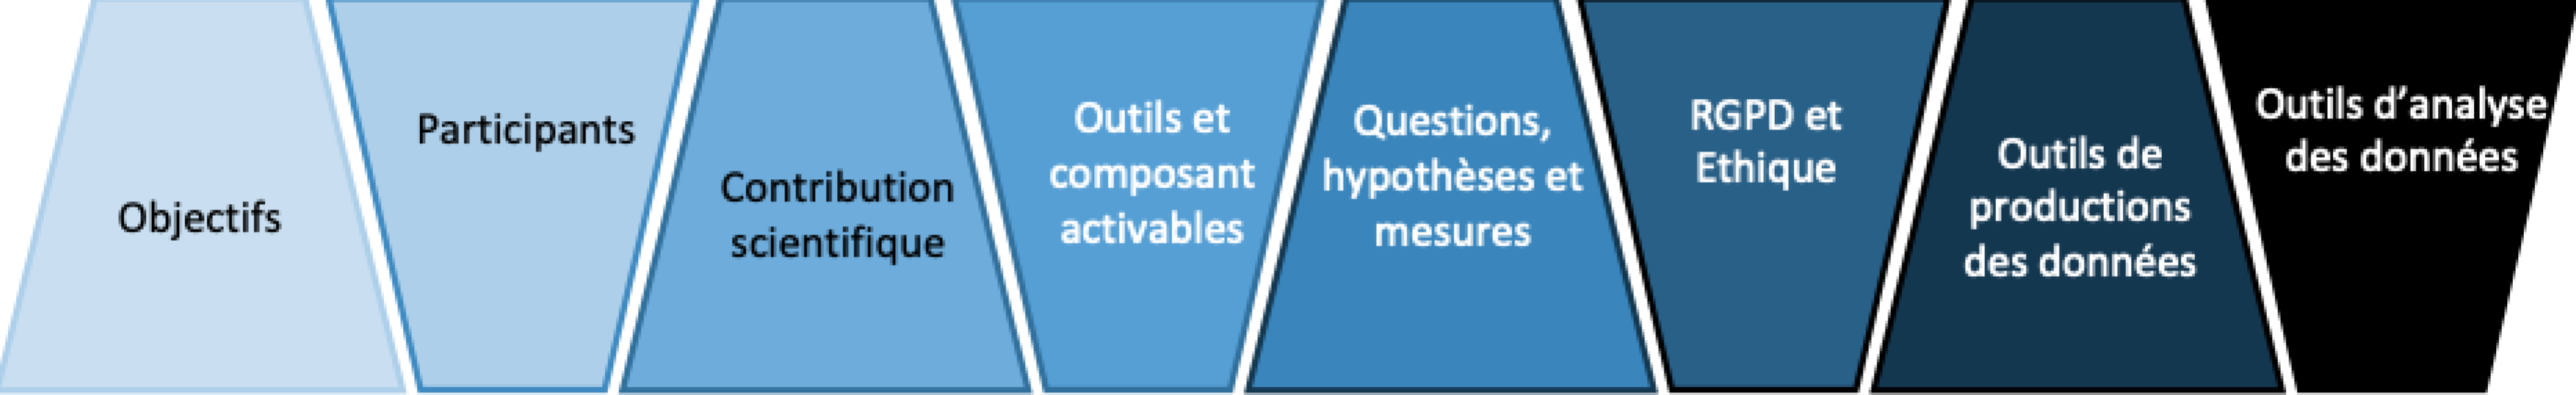 Objectifs
Participants
Contribution
scientifique
Outils et
composant
activables
Questions,
hypothèses et
mesures
RGPD et
Ethique
Outils de
productions
des données
Outils d’analyse
des données